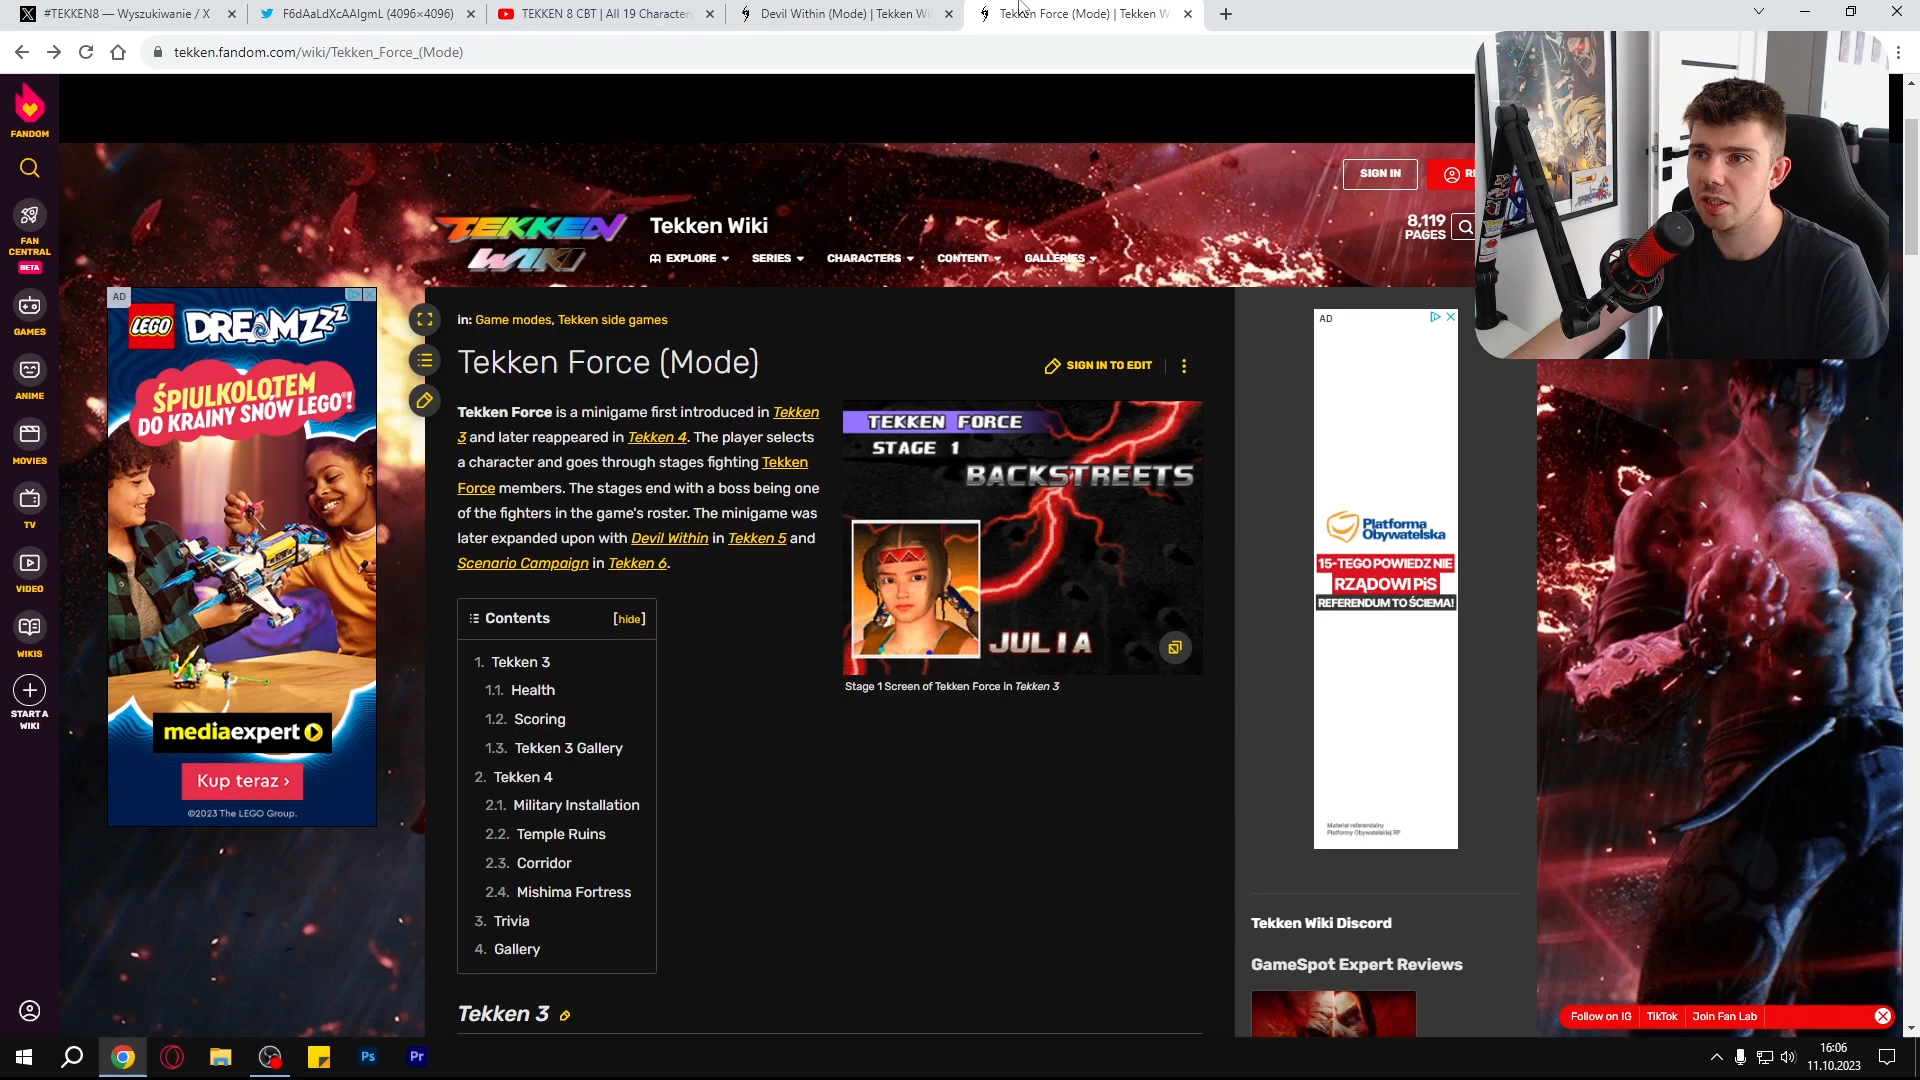 #TEKKEN8 — Wyszukiwanie / X
F6dAaLdXcAAIgmL (4096×4096)
TEKKEN 8 CBT | All 19 Characters
Devil Within (Mode) | Tekken Wi
Tekken Force (Mode) | Tekken W
tekken.fandom.com/wiki/Tekken_Force_(Mode)
FANDOM
FAN
CENTRAL
BETA
GAMES
ANIME
MOVIES
TV
VIDEO
WIKIS
START A
WIKI
SIGN IN
TEKKEN
WIKI
Tekken Wiki
8,119
PAGES
EXPLORE
SERIES
CHARACTERS
CONTENT
GALLERIES
AD
LEGO DREAMZzz
ŚPIULKOLOTEM
DO KRAINY SNÓW LEGO®!
mediaexpert
Kup teraz ›
©2023 The LEGO Group.
in: Game modes, Tekken side games
Tekken Force (Mode)
SIGN IN TO EDIT
Tekken Force is a minigame first introduced in Tekken
3 and later reappeared in Tekken 4. The player selects
a character and goes through stages fighting Tekken
Force members. The stages end with a boss being one
of the fighters in the game's roster. The minigame was
later expanded upon with Devil Within in Tekken 5 and
Scenario Campaign in Tekken 6.
TEKKEN FORCE
STAGE 1
BACKSTREETS
JULIA
Stage 1 Screen of Tekken Force in Tekken 3
Contents [hide]
1. Tekken 3
1.1. Health
1.2. Scoring
1.3. Tekken 3 Gallery
2. Tekken 4
2.1. Military Installation
2.2. Temple Ruins
2.3. Corridor
2.4. Mishima Fortress
3. Trivia
4. Gallery
Tekken 3
AD
Platforma
Obywatelska
15-TEGO POWIEDZ NIE
RZĄDOWI PiS
REFERENDUM TO ŚCIEMA!
Materiał referendalny
Platformy Obywatelskiej RP
Tekken Wiki Discord
GameSpot Expert Reviews
Follow on IG
TikTok
Join Fan Lab
Ps
Pr
16:06
11.10.2023